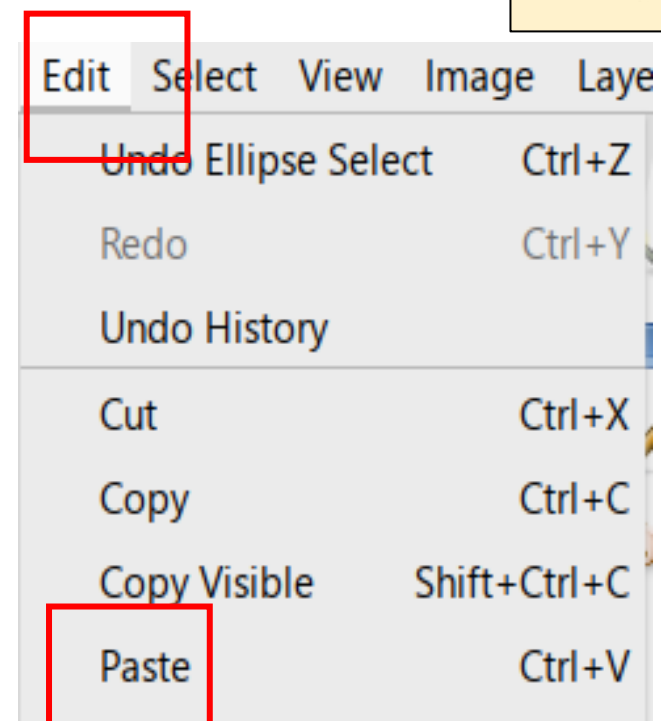 Edit Select View Image Laye
Undo Ellipse Select Ctrl+Z
Redo Ctrl+Y
Undo History
Cut Ctrl+X
Copy Ctrl+C
Copy Visible Shift+Ctrl+C
Paste Ctrl+V